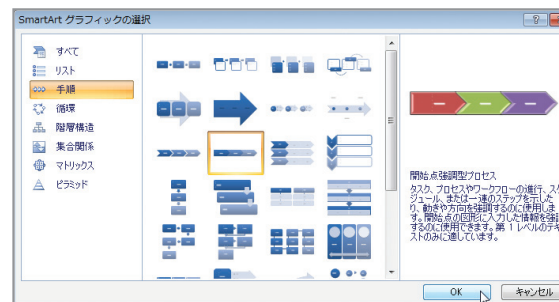 SmartArt グラフィックの選択
すべて
リスト
手順
循環
階層構造
集合関係
マトリックス
ピラミッド
開始点強調型プロセス
タスク、プロセスやワークフローの進行、スケ
ジュール、または一連のステップを示した
り、動きや方向を強調するのに使用しま
す。開始点の図形に入力した情報を強調
するのに使用できます。第 1 レベルのテキ
ストのみに適しています。
OK
キャンセル